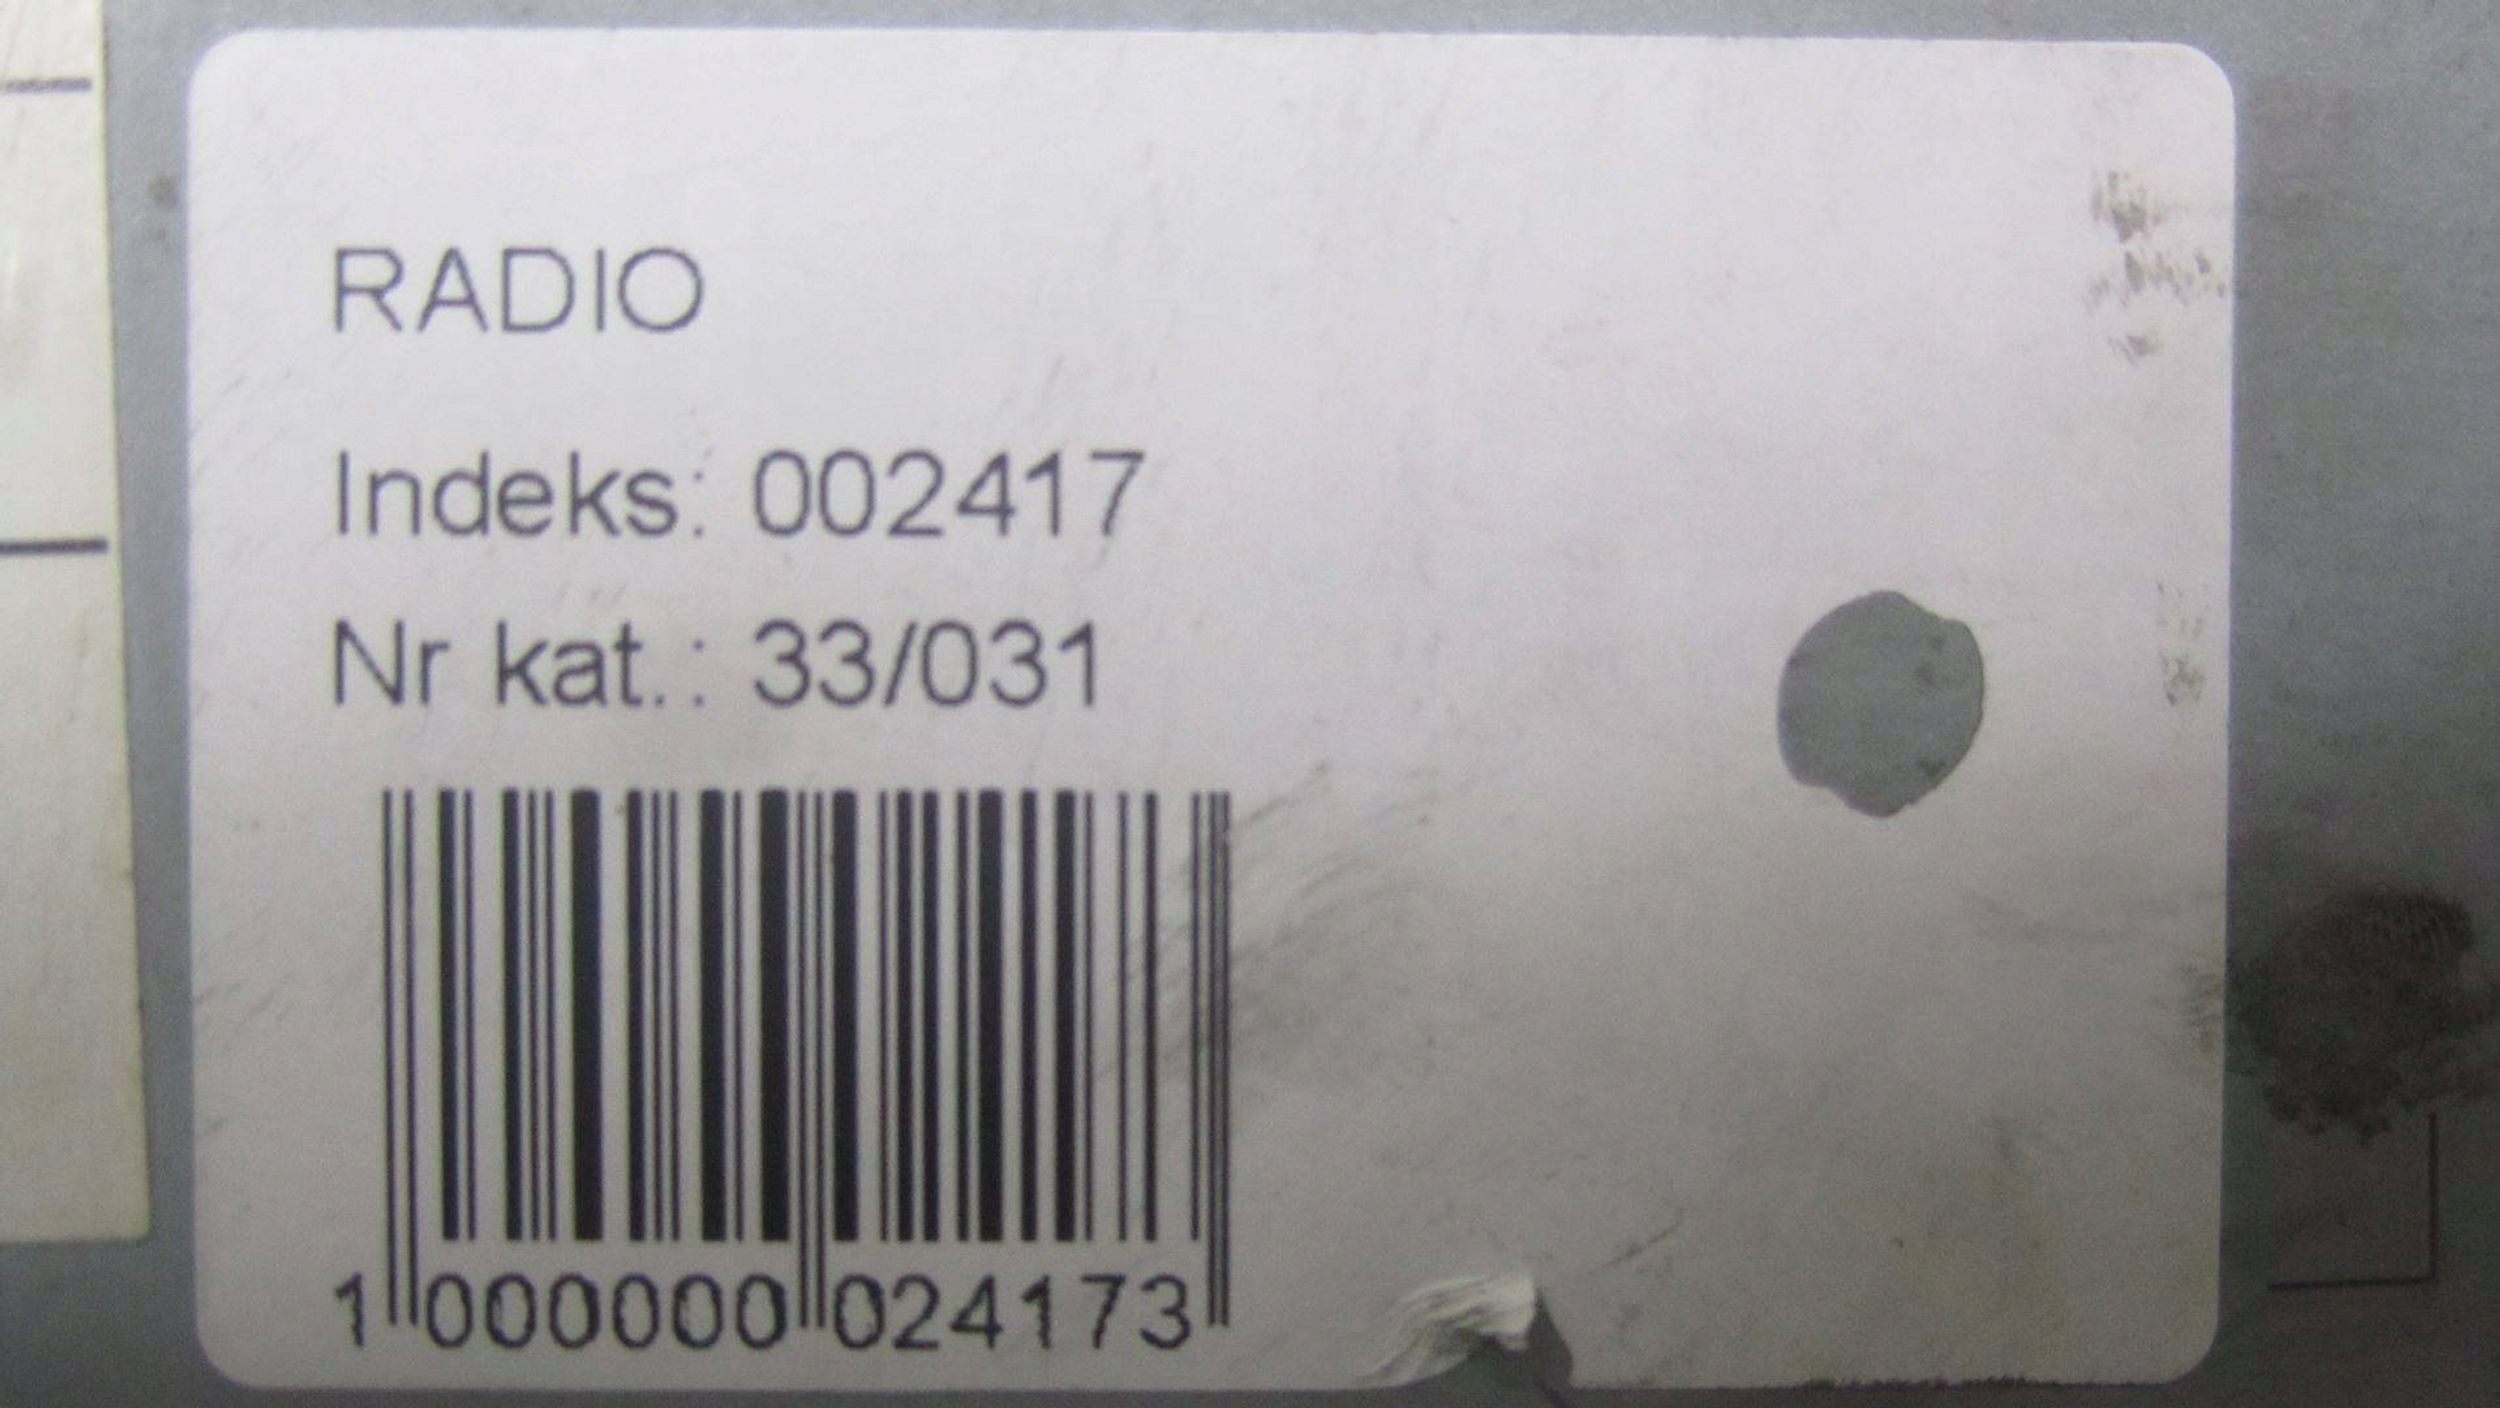 RADIO
Indeks: 002417
Nr kat.: 33/031
1 000000 024173